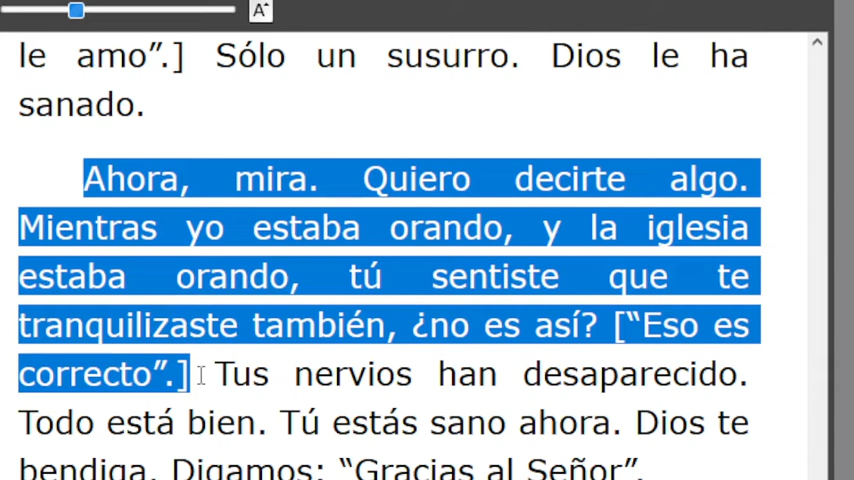 A
le amo”.] Sólo un susurro. Dios le ha
sanado.
Ahora, mira. Quiero decirte algo.
Mientras yo estaba orando, y la iglesia
estaba orando, tú sentiste que te
tranquilizaste también, ¿no es así? [“Eso es
correcto”.] Tus nervios han desaparecido.
Todo está bien. Tú estás sano ahora. Dios te
bendiga. Digamos: “Gracias al Señor”.